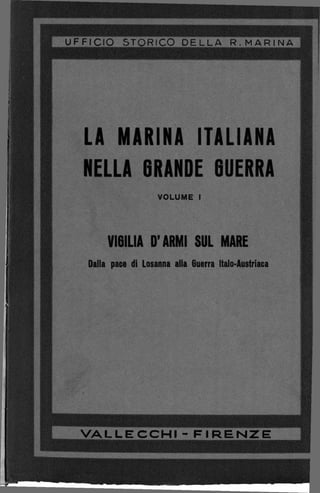 UFFICIO STORICO DELLA R. MARINA
LA MARINA ITALIANA
NELLA GRANDE GUERRA
VOLUME I
VIGILIA D'ARMI SUL MARE
Dalla pace di Losanna alla Guerra Italo-Austriaca
VALLECCHI - FIRENZE